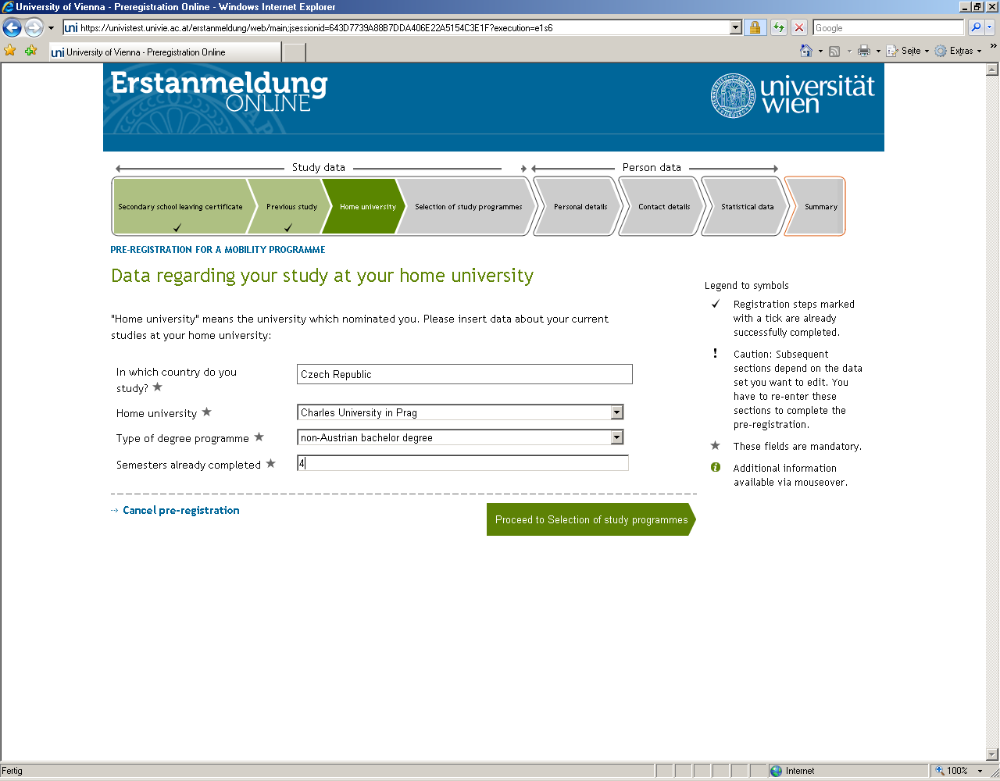 University of Vienna - Preregistration Online - Windows Internet Explorer
uni https://univistest.univie.ac.at/erstanmeldung/web/main;jsessionid=643D7739A88B7DDA406E22A5154C3E1F?execution=e1s6
Google
uni University of Vienna - Preregistration Online
Seite
Extras
»
Erstanmeldung
ONLINE
universität
wien
Study data
Person data
Secondary school leaving certificate
Previous study
Home university
Selection of study programmes
Personal details
Contact details
Statistical data
Summary
PRE-REGISTRATION FOR A MOBILITY PROGRAMME
Data regarding your study at your home university
"Home university" means the university which nominated you. Please insert data about your current
studies at your home university:
In which country do you
study? ★
Czech Republic
Home university ★
Charles University in Prag
Type of degree programme ★
non-Austrian bachelor degree
Semesters already completed ★
4
Cancel pre-registration
Proceed to Selection of study programmes
Legend to symbols
✓ Registration steps marked
with a tick are already
successfully completed.
! Caution: Subsequent
sections depend on the data
set you want to edit. You
have to re-enter these
sections to complete the
pre-registration.
★ These fields are mandatory.
i Additional information
available via mouseover.
Fertig
Internet
100%